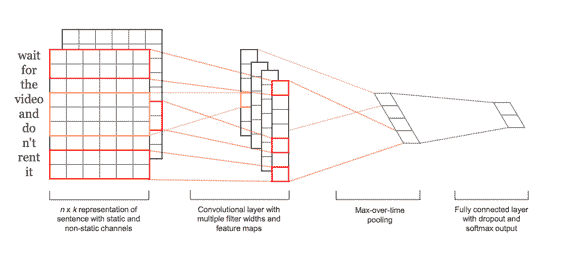 wait
for
the
video
and
do
n't
rent
it
n x k representation of
sentence with static and
non-static channels
Convolutional layer with
multiple filter widths and
feature maps
Max-over-time
pooling
Fully connected layer
with dropout and
softmax output